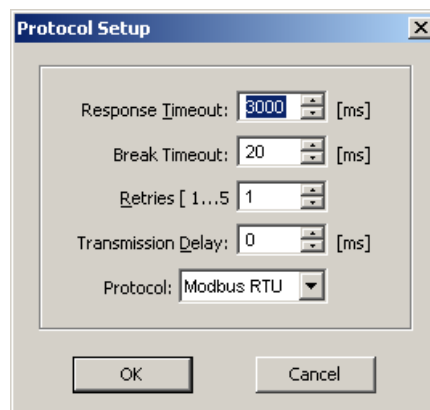 Protocol Setup
Response Timeout: 3000 [ms]
Break Timeout: 20 [ms]
Retries [ 1...5 1
Transmission Delay: 0 [ms]
Protocol: Modbus RTU
OK Cancel